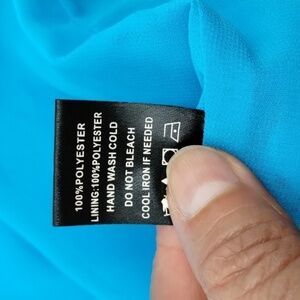 100%POLYESTER
LINING:100%POLYESTER
HAND WASH COLD
DO NOT BLEACH
COOL IRON IF NEEDED